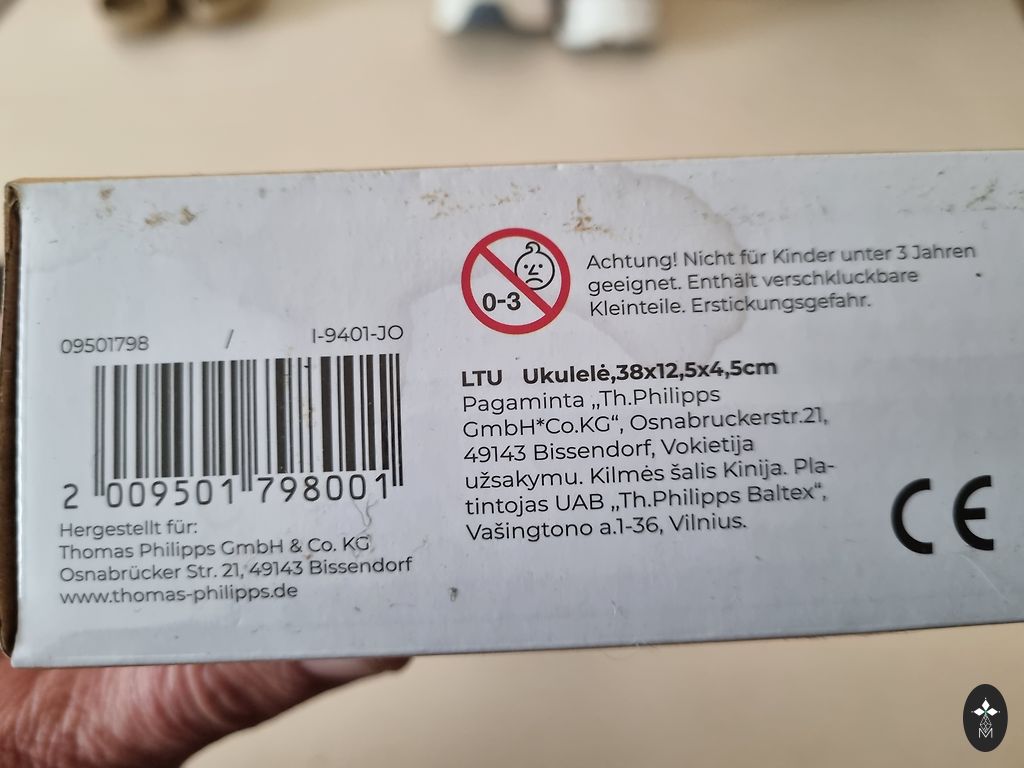 Achtung! Nicht für Kinder unter 3 Jahren
geeignet. Enthält verschkluckbare
Kleinteile. Erstickungsgefahr.
0-3
09501798 / I-9401-JO
2 009501 798001
Hergestellt für:
Thomas Philipps GmbH & Co. KG
Osnabrücker Str. 21, 49143 Bissendorf
www.thomas-philipps.de
LTU Ukulelė,38x12,5x4,5cm
Pagaminta „Th.Philipps
GmbH*Co.KG“, Osnabruckerstr.21,
49143 Bissendorf, Vokietija
užsakymu. Kilmės šalis Kinija. Pla-
tintojas UAB „Th.Philipps Baltex“,
Vašingtono a.1-36, Vilnius.
CE
M